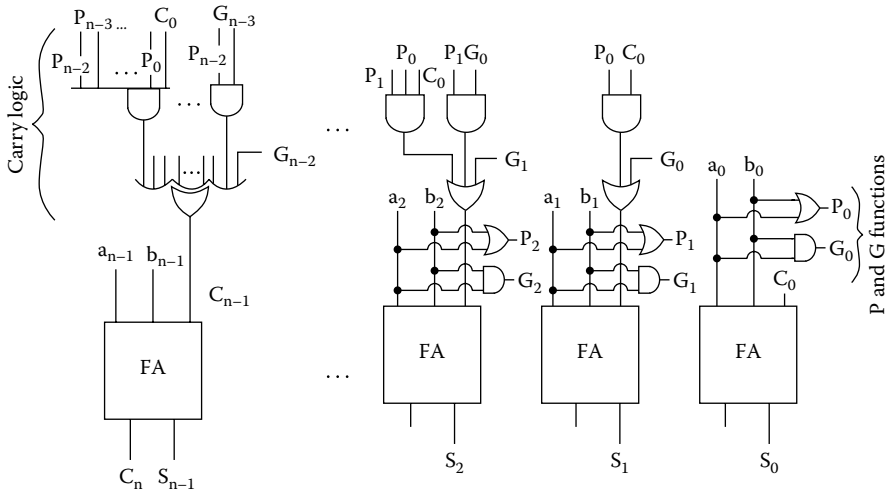 P_{n-3} ... C_0 G_{n-3}
P_{n-2} ... P_0 P_{n-2}
...
Carry logic
G_{n-2}
...
P_0 P_1G_0
P_1 C_0
G_1
P_0 C_0
G_0
a_0 b_0
P_0
G_0
C_0
P and G functions
a_2 b_2
P_2
G_2
a_1 b_1
P_1
G_1
...
a_{n-1} b_{n-1}
C_{n-1}
FA
...
FA
FA
FA
C_n S_{n-1}
S_2
S_1
S_0